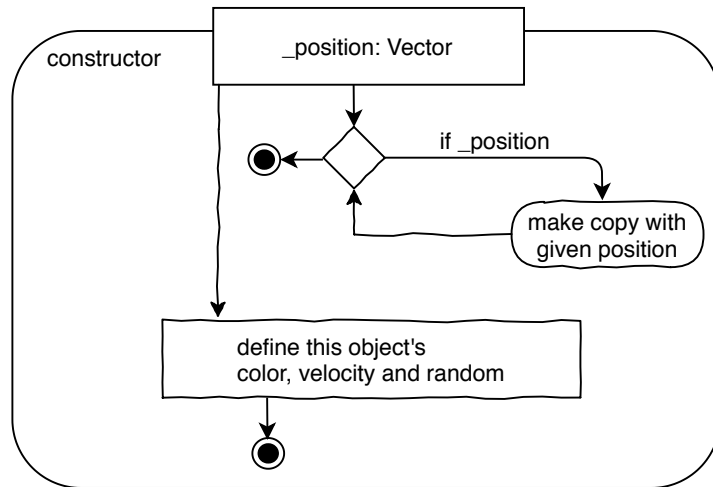 _position: Vector
constructor
if _position
make copy with
given position
define this object's
color, velocity and random